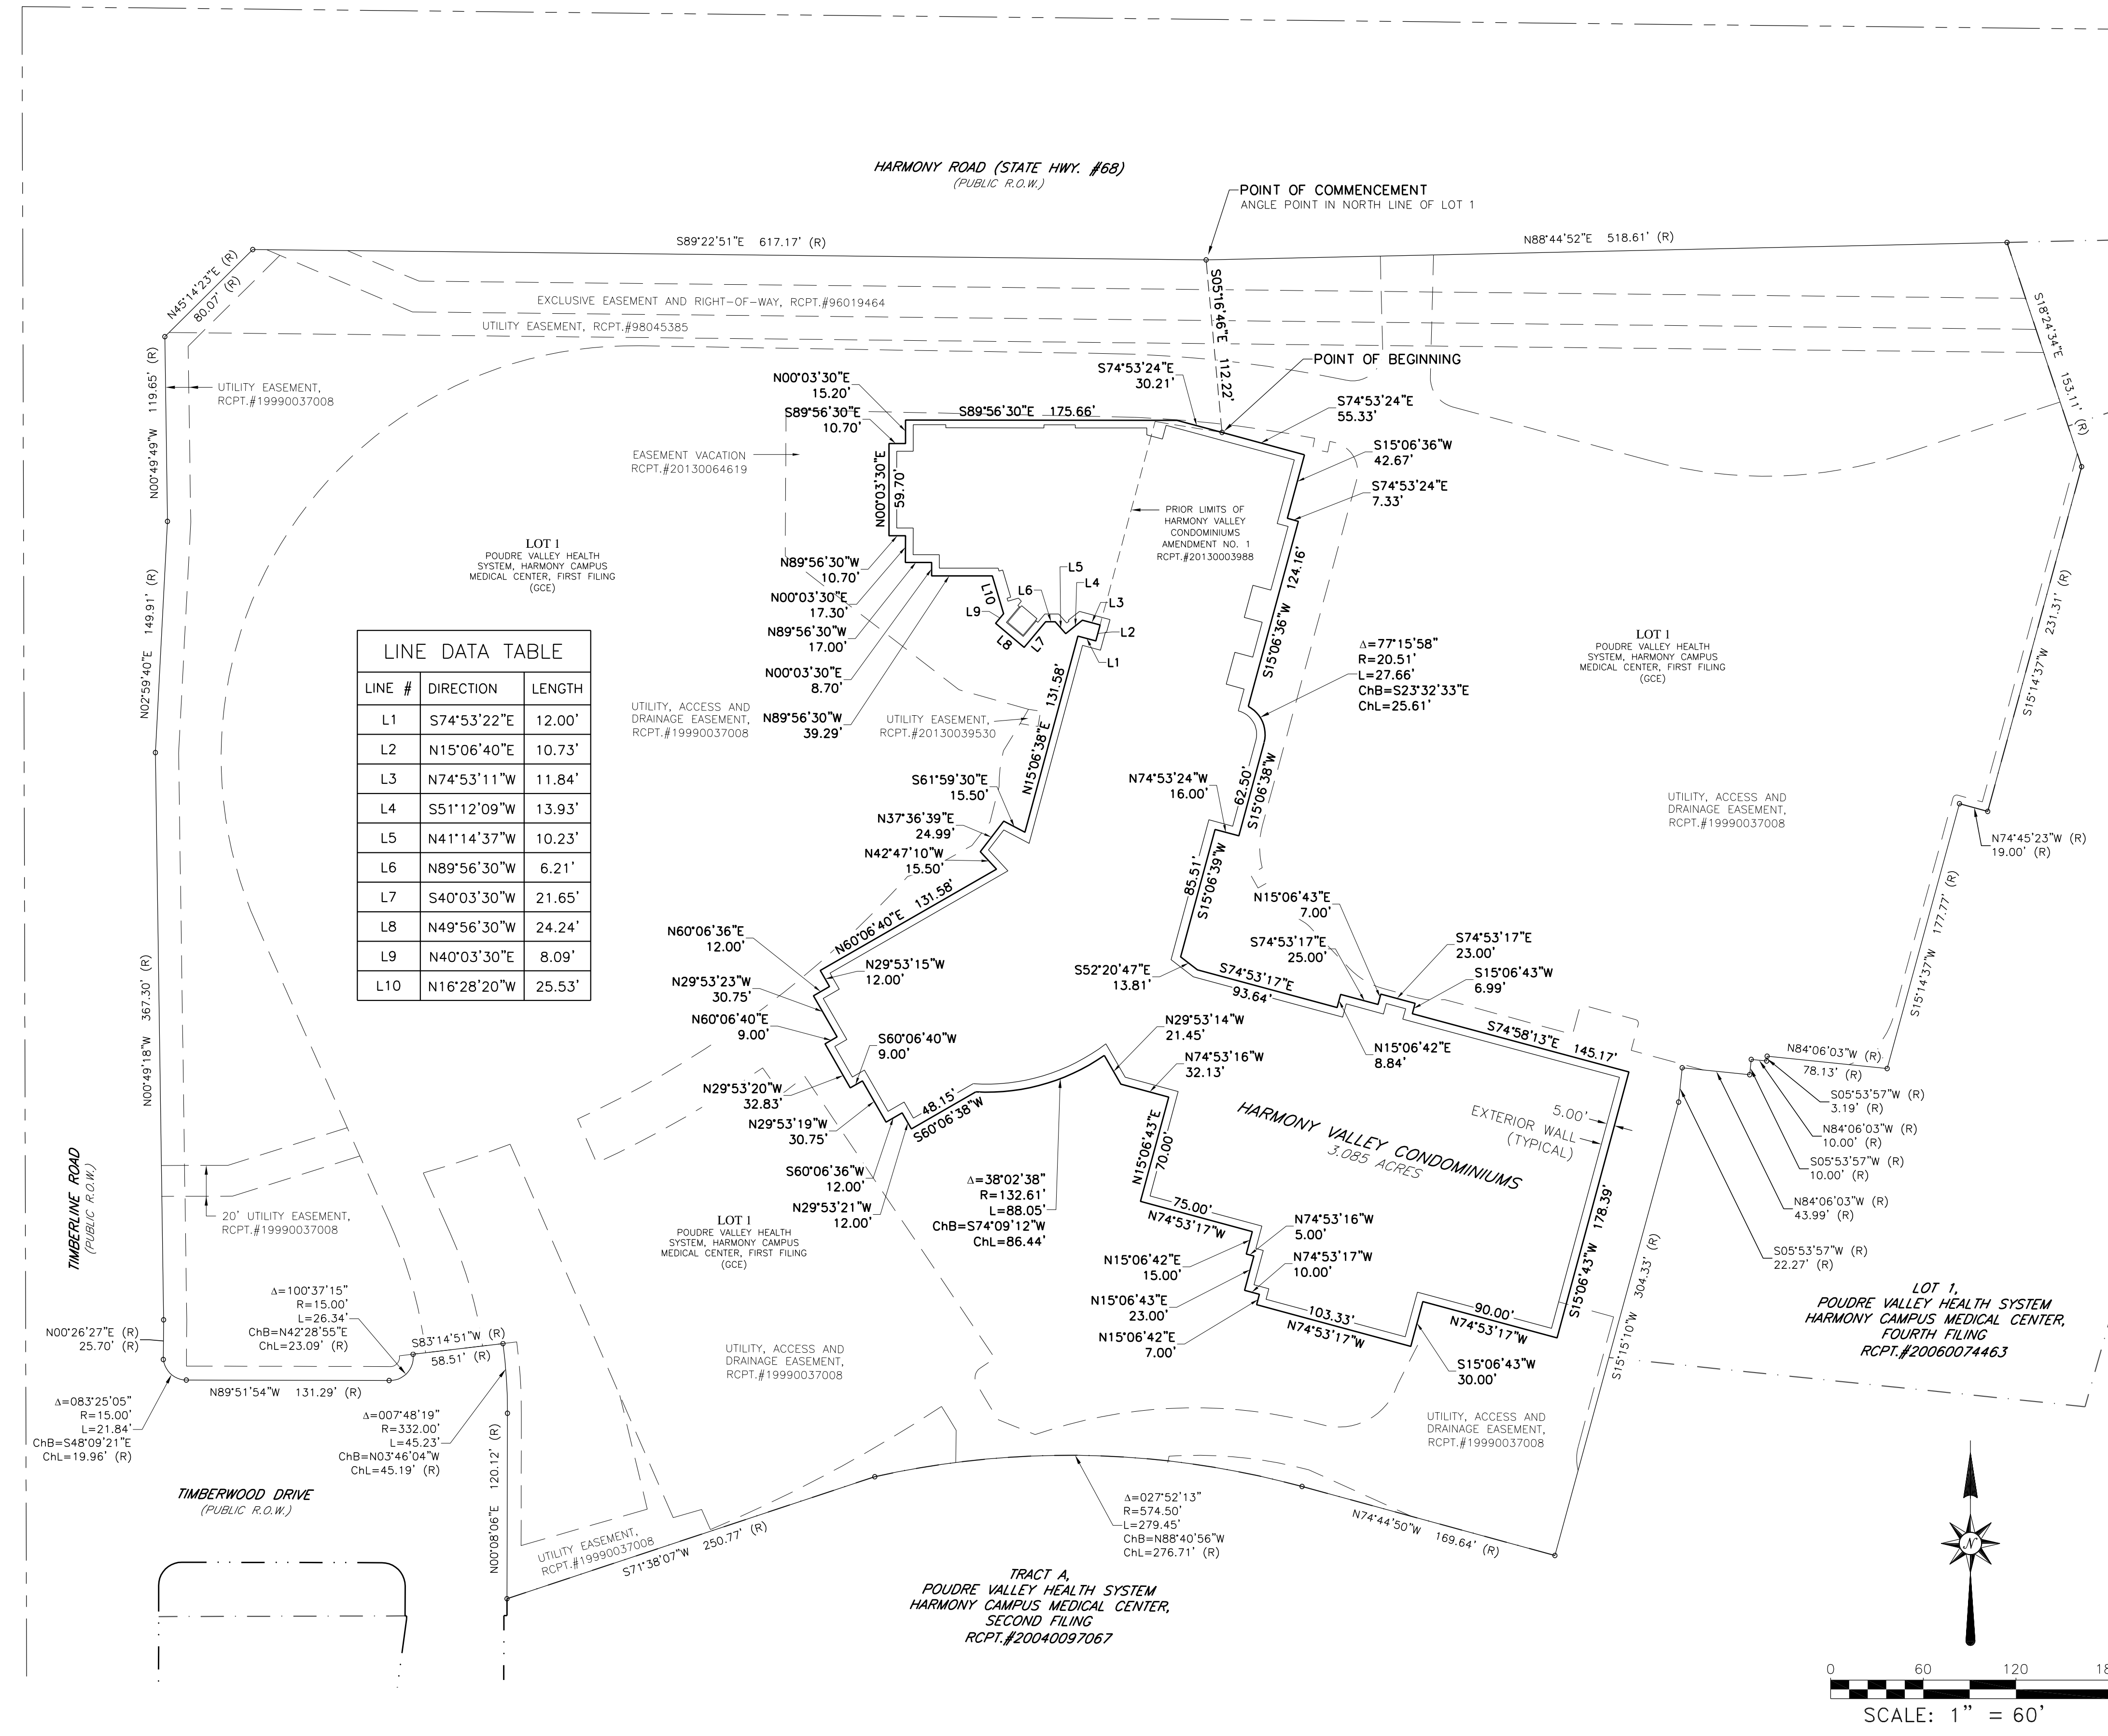 HARMONY ROAD (STATE HWY. #68)
(PUBLIC R.O.W.)
POINT OF COMMENCEMENT
ANGLE POINT IN NORTH LINE OF LOT 1
S89°22'51"E 617.17' (R)
N88°44'52"E 518.61' (R)
N45°14'23"E (R)
80.07' (R)
S05°16'46"E 112.22'
S18°24'34"E 153.11' (R)
EXCLUSIVE EASEMENT AND RIGHT-OF-WAY, RCPT.#96019464
UTILITY EASEMENT, RCPT.#98045385
POINT OF BEGINNING
N00°49'49"W 119.65' (R)
UTILITY EASEMENT,
RCPT.#19990037008
N00°03'30"E
15.20'
S89°56'30"E
10.70'
S89°56'30"E 175.66'
S74°53'24"E
30.21'
S74°53'24"E
55.33'
S15°06'36"W
42.67'
S74°53'24"E
7.33'
EASEMENT VACATION
RCPT.#20130064619
N00°03'30"E
59.70'
PRIOR LIMITS OF
HARMONY VALLEY
CONDOMINIUMS
AMENDMENT NO. 1
RCPT.#20130003988
LOT 1
POUDRE VALLEY HEALTH
SYSTEM, HARMONY CAMPUS
MEDICAL CENTER, FIRST FILING
(GCE)
N89°56'30"W
10.70'
N00°03'30"E
17.30'
N89°56'30"W
17.00'
N00°03'30"E
8.70'
N89°56'30"W
39.29'
L10
L9
L8
L7
L6
L5
L4
L3
L2
L1
S15°06'36"W 124.16'
N02°59'40"E 149.91' (R)
LINE DATA TABLE
LINE # DIRECTION LENGTH
L1 S74°53'22"E 12.00'
L2 N15°06'40"E 10.73'
L3 N74°53'11"W 11.84'
L4 S51°12'09"W 13.93'
L5 N41°14'37"W 10.23'
L6 N89°56'30"W 6.21'
L7 S40°03'30"W 21.65'
L8 N49°56'30"W 24.24'
L9 N40°03'30"E 8.09'
L10 N16°28'20"W 25.53'
Δ=77°15'58"
R=20.51'
L=27.66'
ChB=S23°32'33"E
ChL=25.61'
LOT 1
POUDRE VALLEY HEALTH
SYSTEM, HARMONY CAMPUS
MEDICAL CENTER, FIRST FILING
(GCE)
S15°14'37"W 231.31' (R)
UTILITY, ACCESS AND
DRAINAGE EASEMENT,
RCPT.#19990037008
UTILITY EASEMENT,
RCPT.#20130039530
N15°06'38"E 131.58'
S61°59'30"E
15.50'
N37°36'39"E
24.99'
N42°47'10"W
15.50'
N74°53'24"W
16.00'
62.50'
S15°06'38"W
UTILITY, ACCESS AND
DRAINAGE EASEMENT,
RCPT.#19990037008
N74°45'23"W (R)
19.00' (R)
85.51'
S15°06'39"W
N15°06'43"E
7.00'
S74°53'17"E
25.00'
S74°53'17"E
23.00'
S15°06'43"W
6.99'
S52°20'47"E
13.81'
S74°53'17"E
93.64'
N15°06'42"E
8.84'
S74°58'13"E 145.17'
S15°14'37"W 177.77' (R)
N60°06'40"E 131.58'
N60°06'36"E
12.00'
N29°53'15"W
12.00'
N29°53'23"W
30.75'
N60°06'40"E
9.00'
S60°06'40"W
9.00'
N29°53'20"W
32.83'
N29°53'19"W
30.75'
S60°06'36"W
12.00'
N29°53'21"W
12.00'
48.15'
S60°06'38"W
N29°53'14"W
21.45'
N74°53'16"W
32.13'
N15°06'43"E
70.00'
Δ=38°02'38"
R=132.61'
L=88.05'
ChB=S74°09'12"W
ChL=86.44'
HARMONY VALLEY CONDOMINIUMS
3.085 ACRES
5.00'
EXTERIOR WALL
(TYPICAL)
N84°06'03"W (R)
78.13' (R)
S05°53'57"W (R)
3.19' (R)
N84°06'03"W (R)
10.00' (R)
S05°53'57"W (R)
10.00' (R)
N84°06'03"W (R)
43.99' (R)
S05°53'57"W (R)
22.27' (R)
N00°49'18"W 367.30' (R)
TIMBERLINE ROAD
(PUBLIC R.O.W.)
20' UTILITY EASEMENT,
RCPT.#19990037008
LOT 1
POUDRE VALLEY HEALTH
SYSTEM, HARMONY CAMPUS
MEDICAL CENTER, FIRST FILING
(GCE)
75.00'
N74°53'17"W
N74°53'16"W
5.00'
N15°06'42"E
15.00'
N74°53'17"W
10.00'
N15°06'43"E
23.00'
N15°06'42"E
7.00'
103.33'
N74°53'17"W
90.00'
N74°53'17"W
S15°06'43"W
30.00'
S15°06'43"W 178.39'
S15°15'10"W 304.33' (R)
LOT 1,
POUDRE VALLEY HEALTH SYSTEM
HARMONY CAMPUS MEDICAL CENTER,
FOURTH FILING
RCPT.#20060074463
Δ=100°37'15"
R=15.00'
L=26.34'
ChB=N42°28'55"E
ChL=23.09' (R)
N00°26'27"E (R)
25.70' (R)
S83°14'51"W (R)
58.51' (R)
N89°51'54"W 131.29' (R)
Δ=083°25'05"
R=15.00'
L=21.84'
ChB=S48°09'21"E
ChL=19.96' (R)
Δ=007°48'19"
R=332.00'
L=45.23'
ChB=N03°46'04"W
ChL=45.19' (R)
UTILITY, ACCESS AND
DRAINAGE EASEMENT,
RCPT.#19990037008
UTILITY, ACCESS AND
DRAINAGE EASEMENT,
RCPT.#19990037008
TIMBERWOOD DRIVE
(PUBLIC R.O.W.)
N00°08'06"E 120.12' (R)
UTILITY EASEMENT,
RCPT.#19990037008
S71°38'07"W 250.77' (R)
Δ=027°52'13"
R=574.50'
L=279.45'
ChB=N88°40'56"W
ChL=276.71' (R)
N74°44'50"W 169.64' (R)
TRACT A,
POUDRE VALLEY HEALTH SYSTEM
HARMONY CAMPUS MEDICAL CENTER,
SECOND FILING
RCPT.#20040097067
N
0 60 120 18
SCALE: 1" = 60'